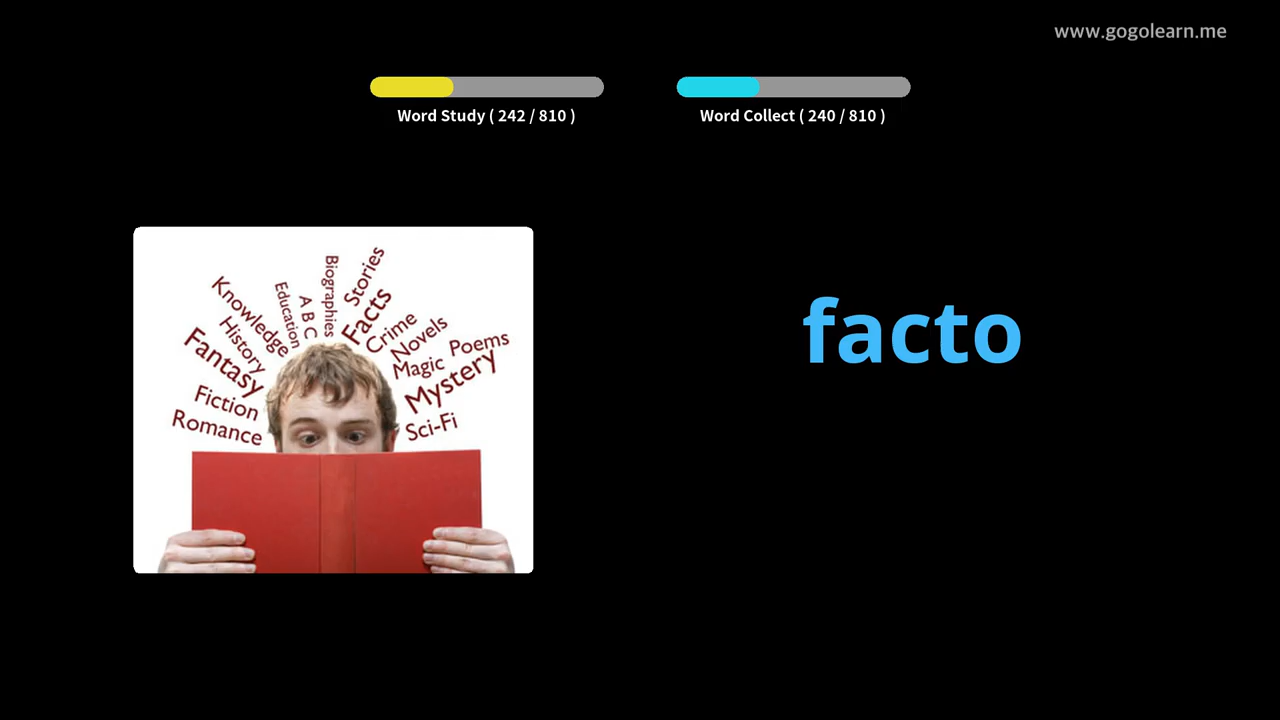 www.gogolearn.me
Word Study ( 242 / 810 )
Word Collect ( 240 / 810 )
facto
Romance
Fiction
Fantasy
History
Knowledge
Education
A B C
Biographies
Stories
Facts
Crime
Novels
Magic
Poems
Mystery
Sci-Fi